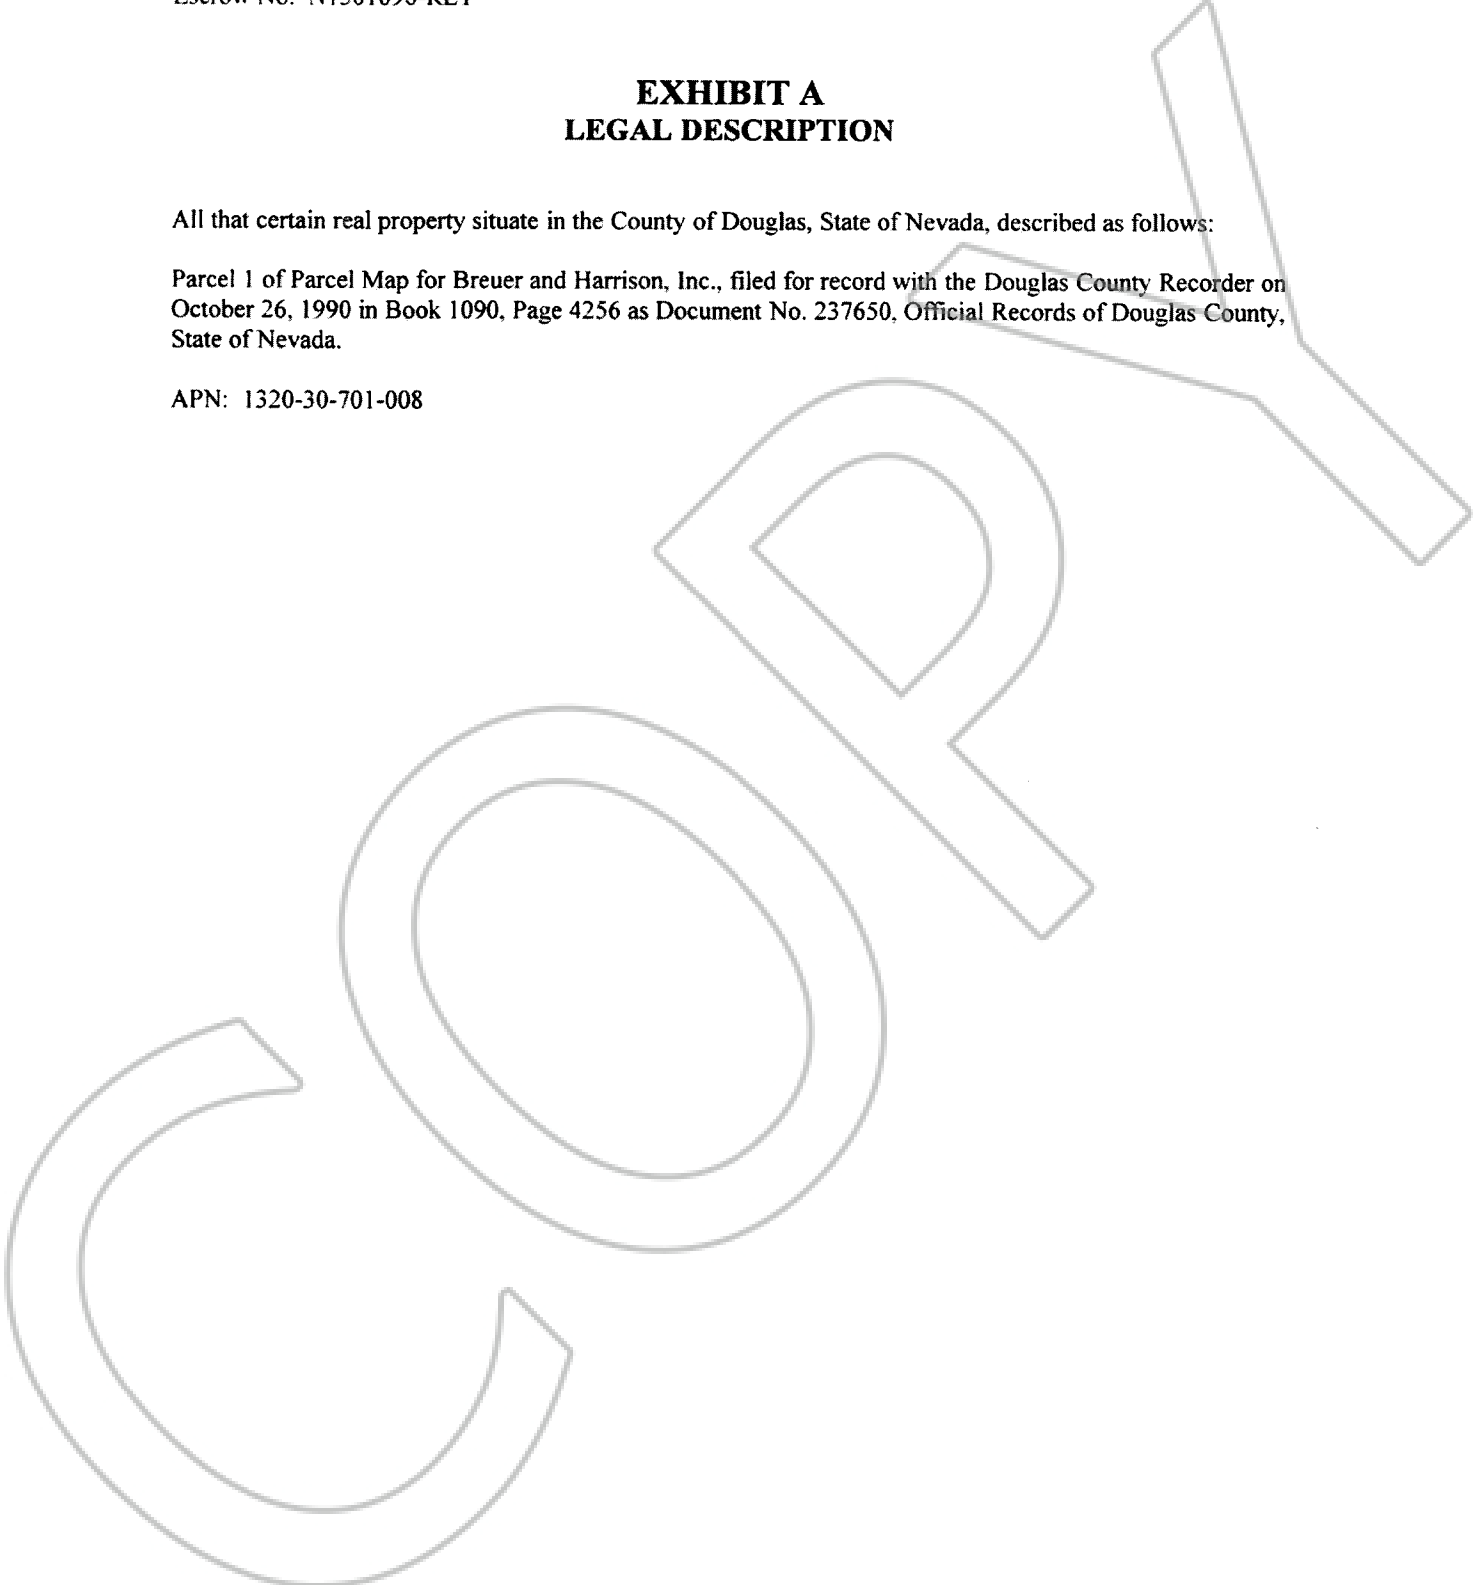 Escrow No.
EXHIBIT A
LEGAL DESCRIPTION
All that certain real property situate in the County of Douglas, State of Nevada, described as follows:
Parcel 1 of Parcel Map for Breuer and Harrison, Inc., filed for record with the Douglas County Recorder on
October 26, 1990 in Book 1090, Page 4256 as Document No. 237650, Official Records of Douglas County,
State of Nevada.
APN: 1320-30-701-008
COPY